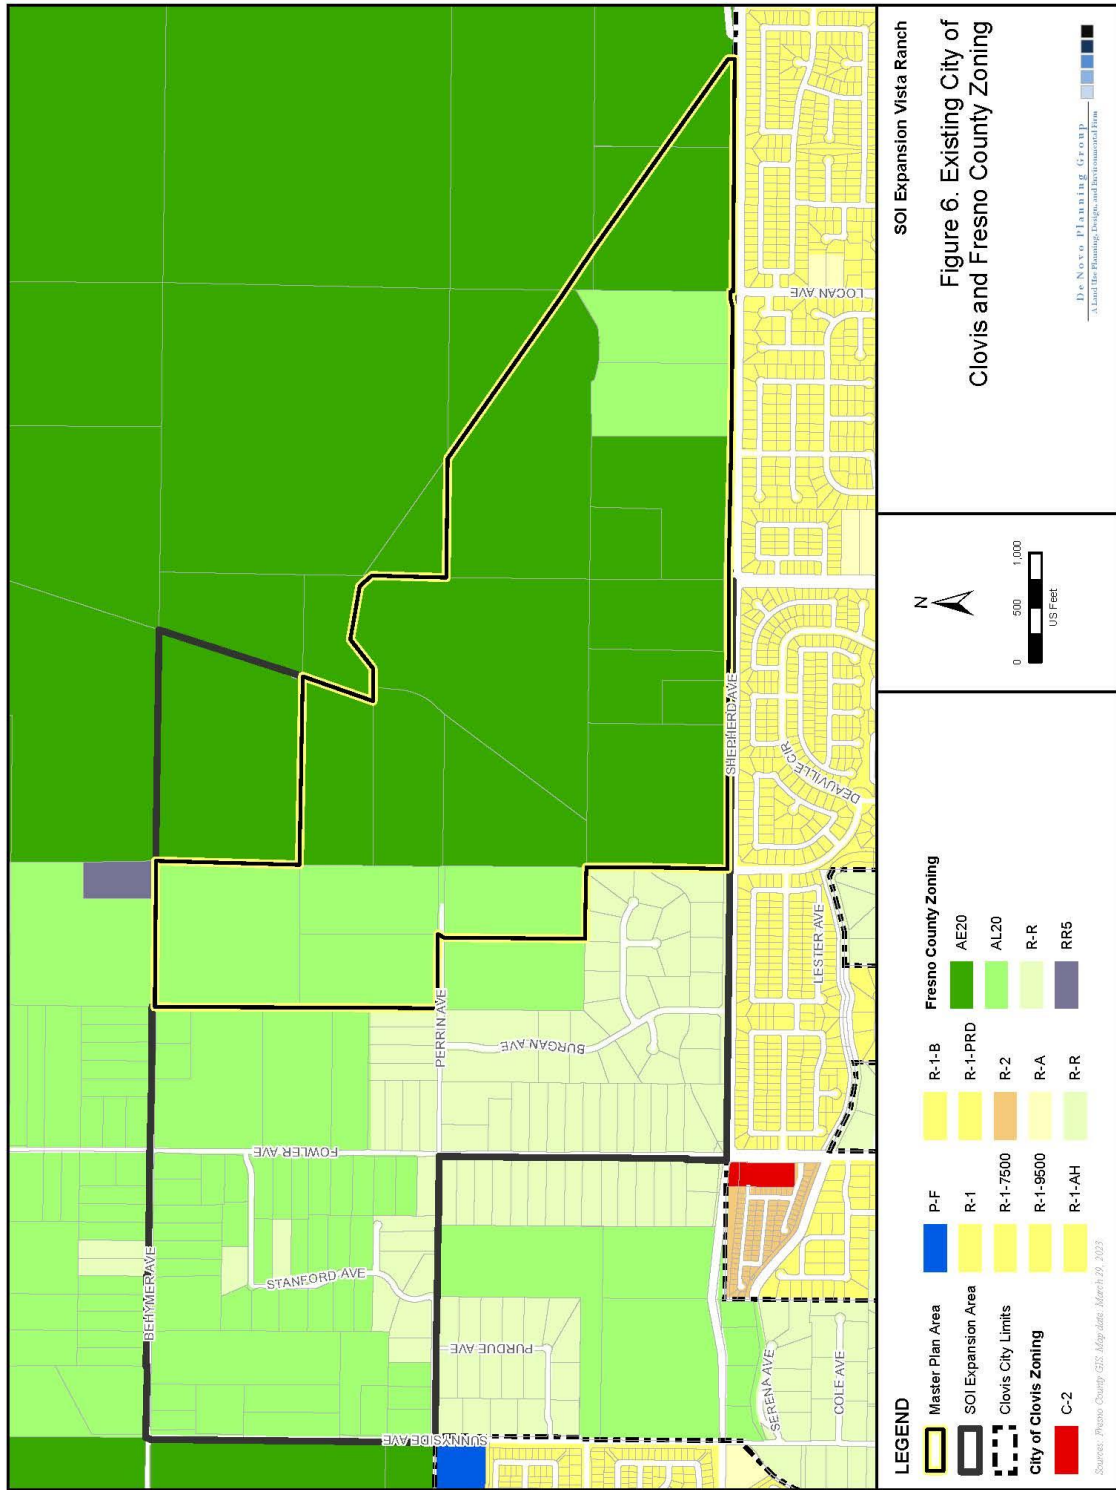 BEHYMER AVE
SUNNYSIDE AVE
STANFORD AVE
FOWLER AVE
PERRIN AVE
PURDUE AVE
BURGAN AVE
SHEPHERD AVE
SERENA AVE
COLE AVE
LESTER AVE
DEAUVILLE CIR
LOGAN AVE
LEGEND
Master Plan Area
SOI Expansion Area
Clovis City Limits
City of Clovis Zoning
C-2
P-F
R-1
R-1-7500
R-1-9500
R-1-AH
R-1-B
R-1-PRD
R-2
R-A
R-R
Fresno County Zoning
AE20
AL20
R-R
RR5
Sources: Fresno County GIS. Map date: March 29, 2023.
N
0 500 1,000
US Feet
SOI Expansion Vista Ranch
Figure 6. Existing City of
Clovis and Fresno County Zoning
De Novo Planning Group
A Land Use Planning, Design, and Environmental Firm